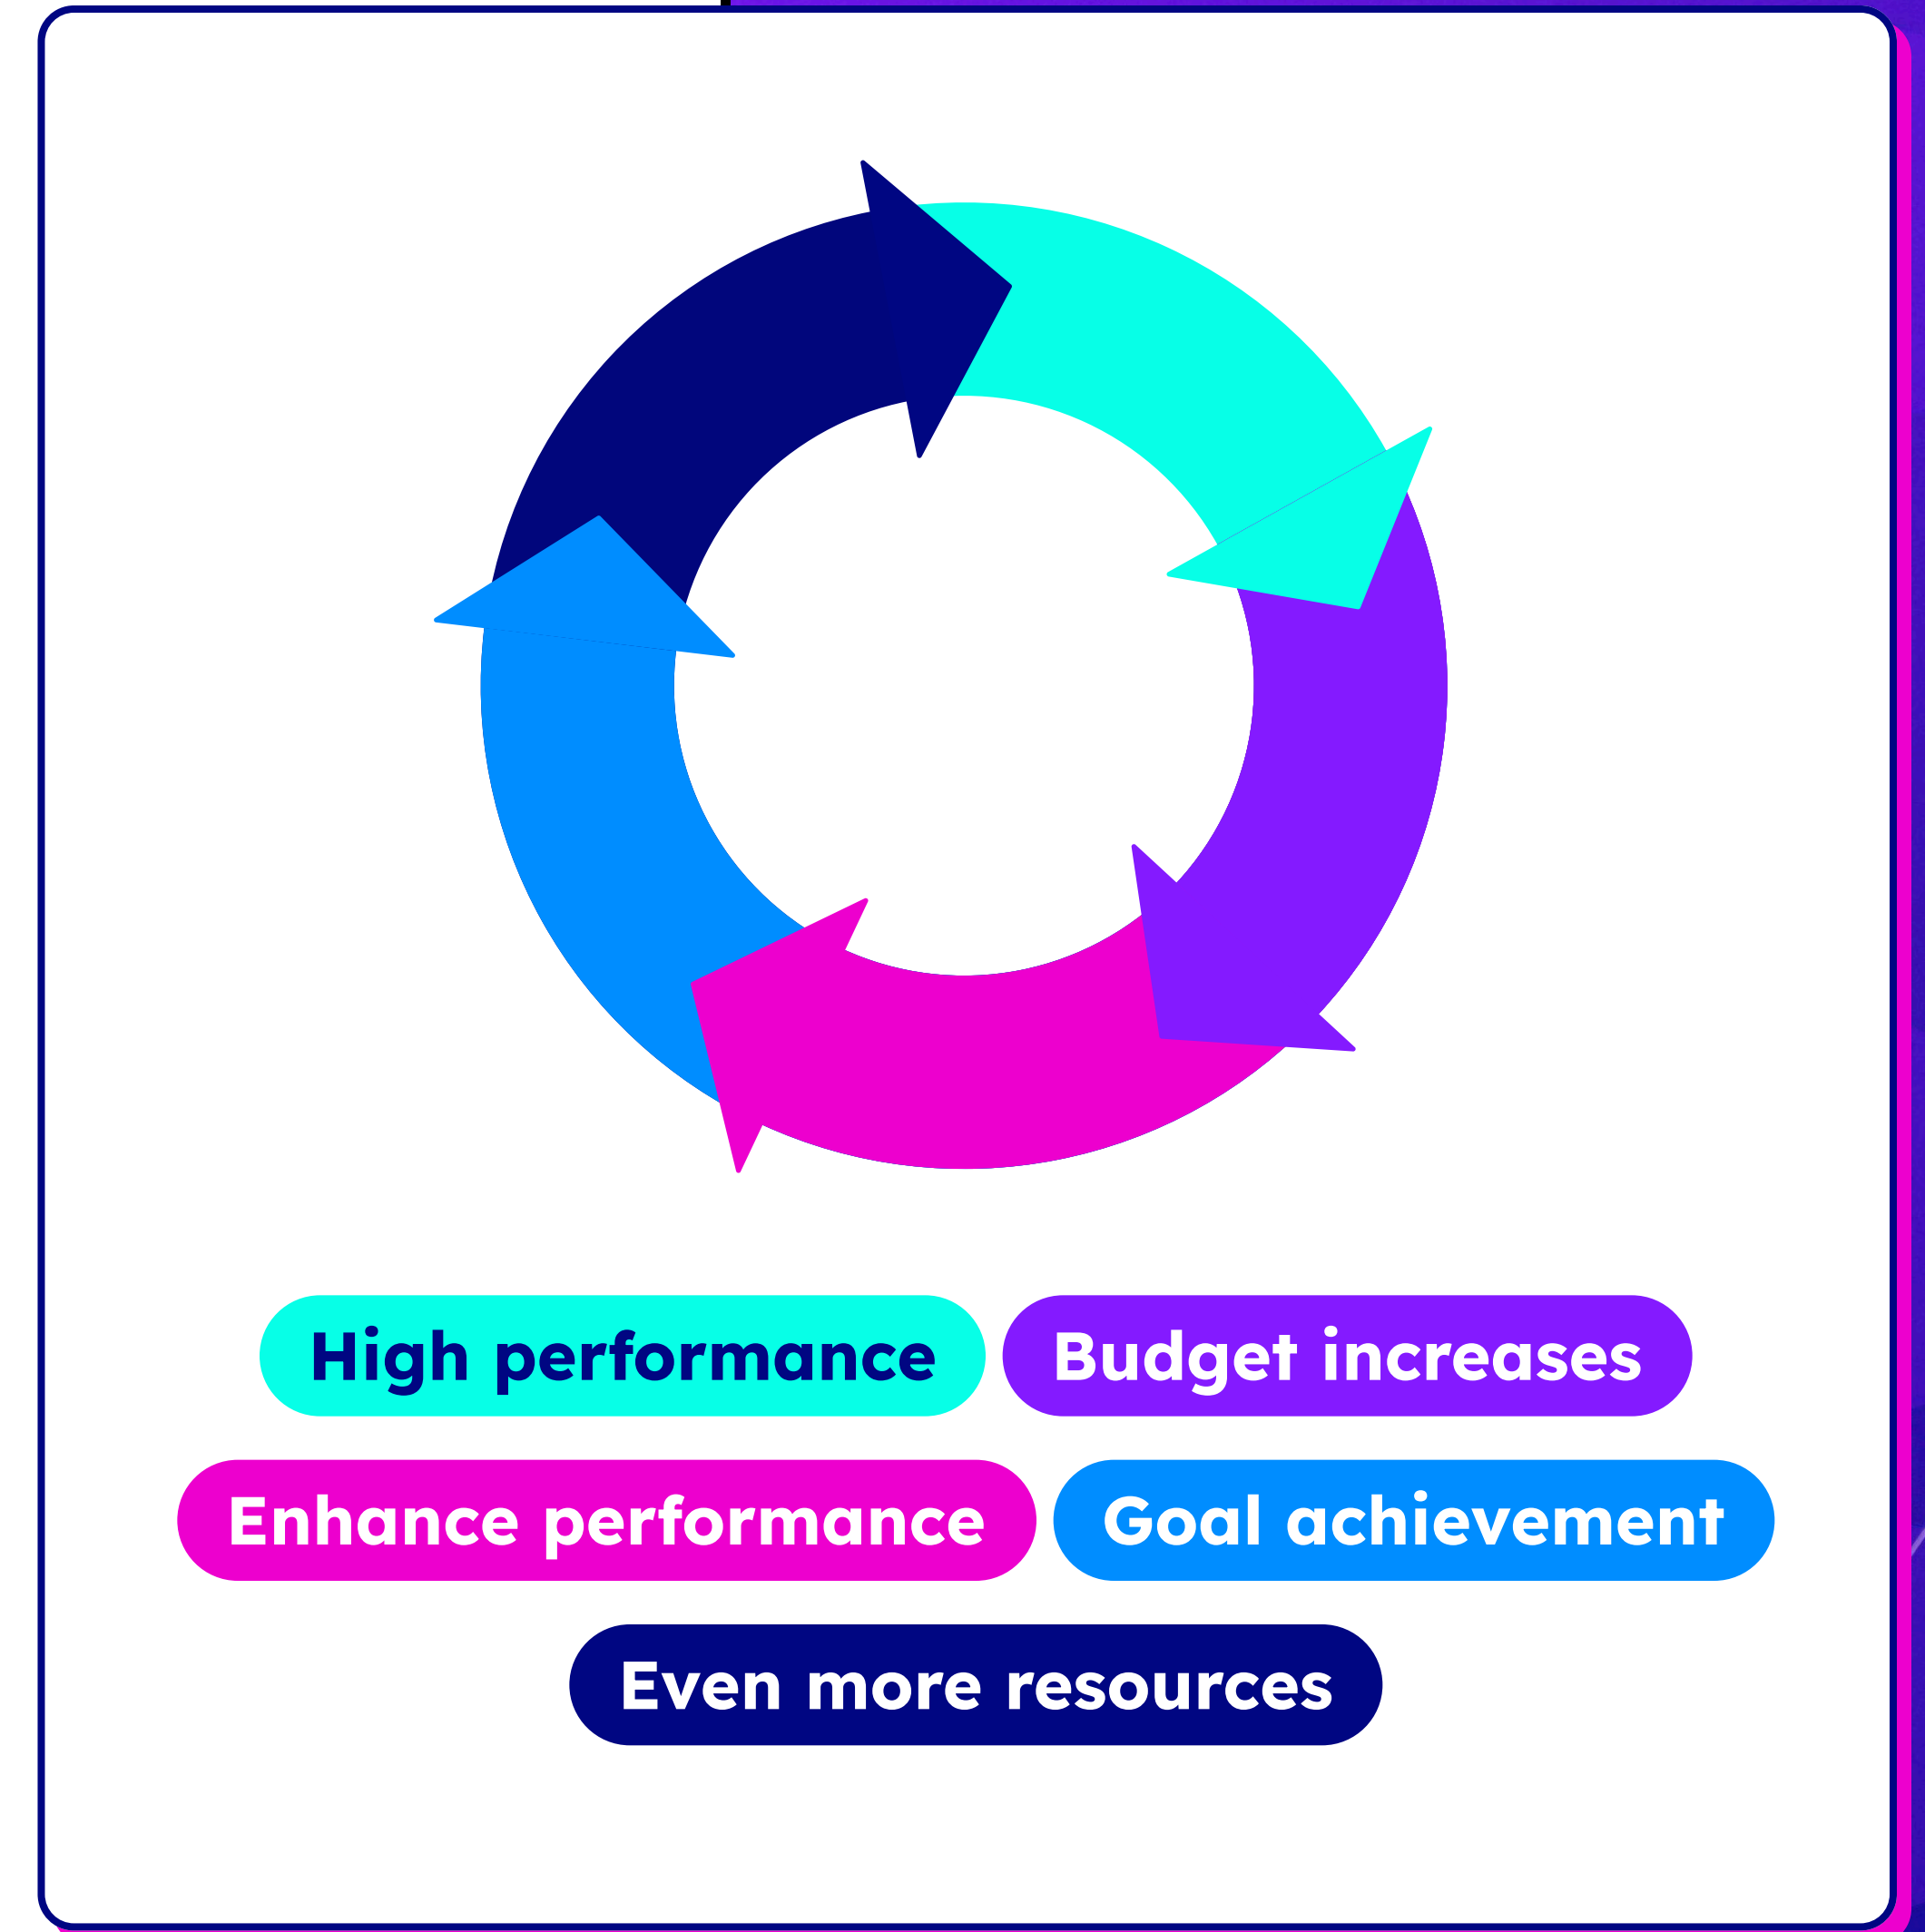 High performance
Budget increases
Enhance performance
Goal achievement
Even more resources